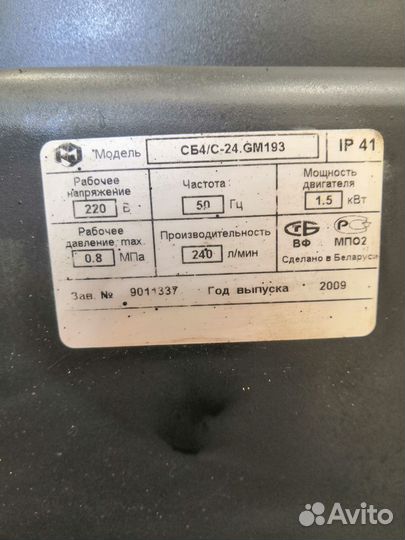 *Модель СБ4/С-24.GM193 IP 41
Рабочее напряжение 220 В
Частота 50 Гц
Мощность двигателя 1.5 кВт
Рабочее давление, max. 0.8 МПа
Производительность 240 л/мин
ВФ МПО2
Сделано в Беларуси
Зав. № 9011337 Год выпуска 2009
Avito